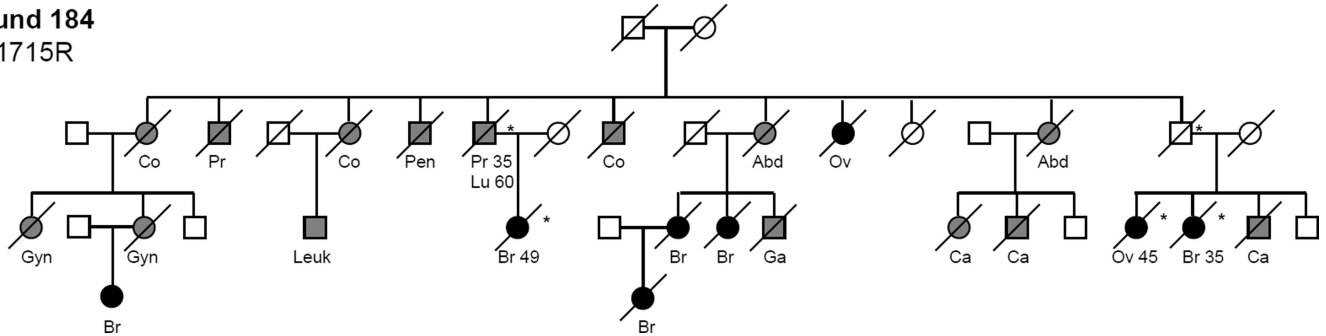 und 184
1715R
*
*
Co
Pr
Co
Pen
Pr 35
Co
Abd
Ov
Abd
Lu 60
*
*
*
Gyn
Gyn
Leuk
Br 49
Br
Br
Ga
Ca
Ca
Ov 45
Br 35
Ca
Br
Br